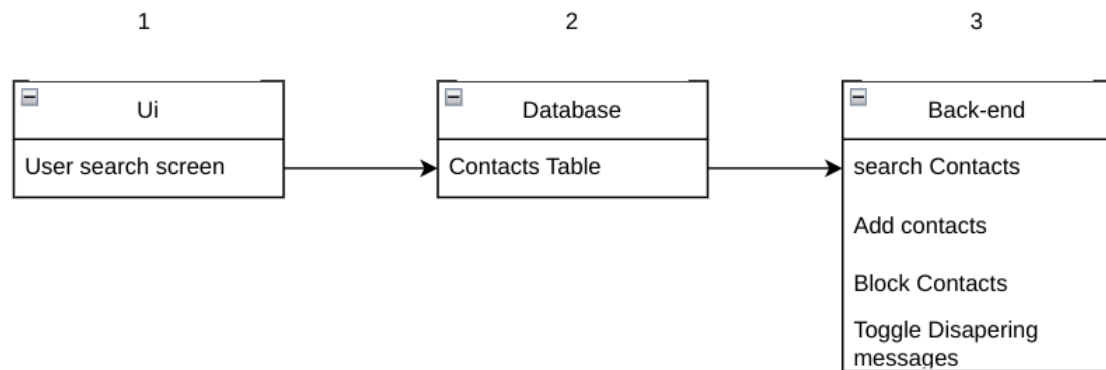 1
2
3
Ui
Database
Back-end
User search screen
Contacts Table
search Contacts
Add contacts
Block Contacts
Toggle Disapering
messages